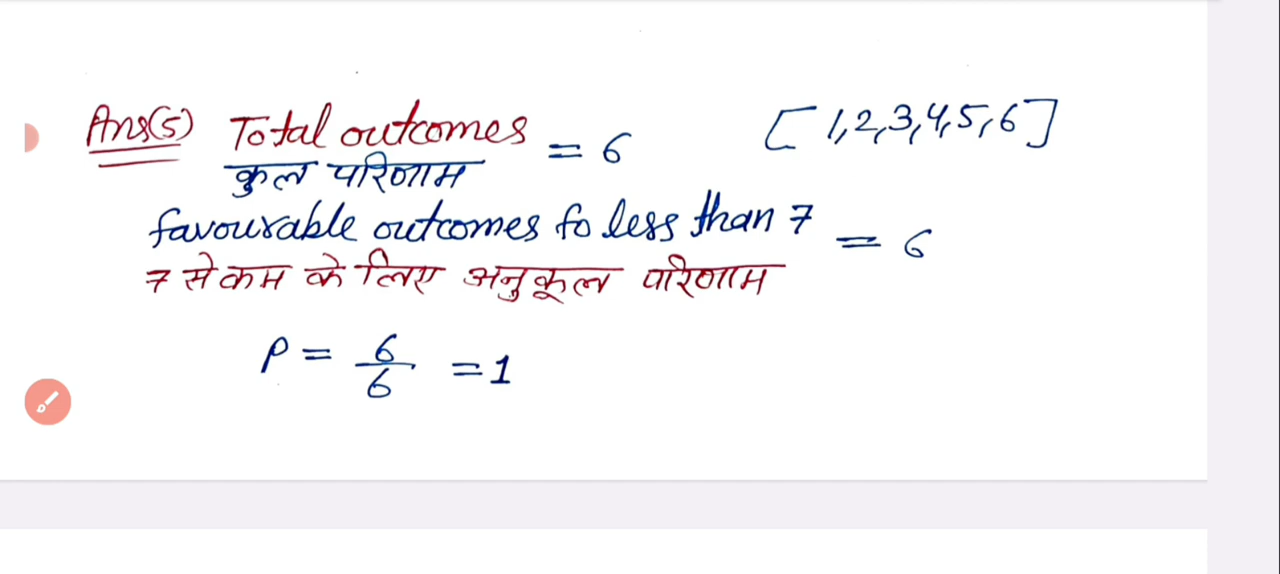 Ans(5) Total outcomes = 6 [1,2,3,4,5,6]
कुल परिणाम
favourable outcomes fo less than 7 = 6
7 से कम के लिए अनुकूल परिणाम
P = 6/6 = 1